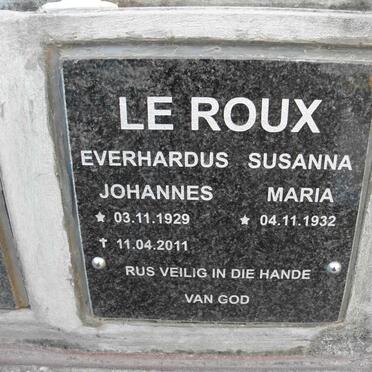 LE ROUX
EVERHARDUS SUSANNA
JOHANNES MARIA
★ 03.11.1929 ★ 04.11.1932
✝ 11.04.2011
RUS VEILIG IN DIE HANDE
VAN GOD